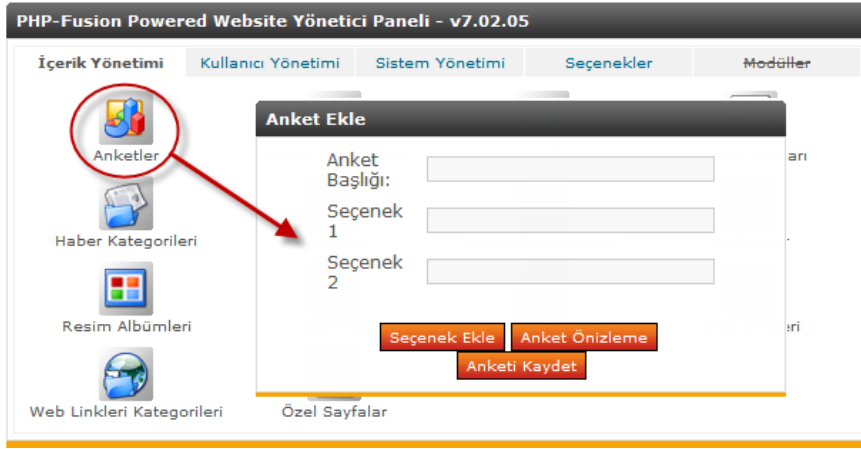 PHP-Fusion Powered Website Yönetici Paneli - v7.02.05
İçerik Yönetimi Kullanıcı Yönetimi Sistem Yönetimi Seçenekler Modüller
Anket Ekle
Anketler
Anket
Başlığı:
Seçenek
1
Seçenek
2
Haber Kategorileri
Resim Albümleri
Seçenek Ekle Anket Önizleme
Anketi Kaydet
Web Linkleri Kategorileri Özel Sayfalar